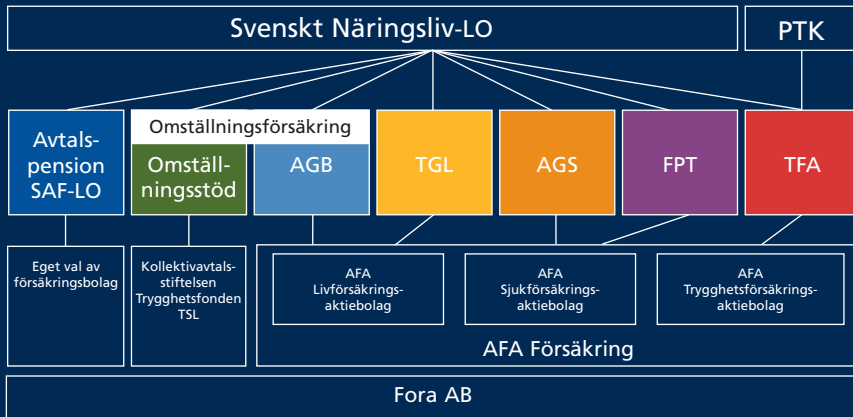 Svenskt Näringsliv-LO
PTK
Avtals-
pension
SAF-LO
Omställningsförsäkring
Omställ-
ningsstöd
AGB
TGL
AGS
FPT
TFA
Eget val av
försäkringsbolag
Kollektivavtals-
stiftelsen
Trygghetsfonden
TSL
AFA
Livförsäkrings-
aktiebolag
AFA
Sjukförsäkrings-
aktiebolag
AFA
Trygghetsförsäkrings-
aktiebolag
AFA Försäkring
Fora AB